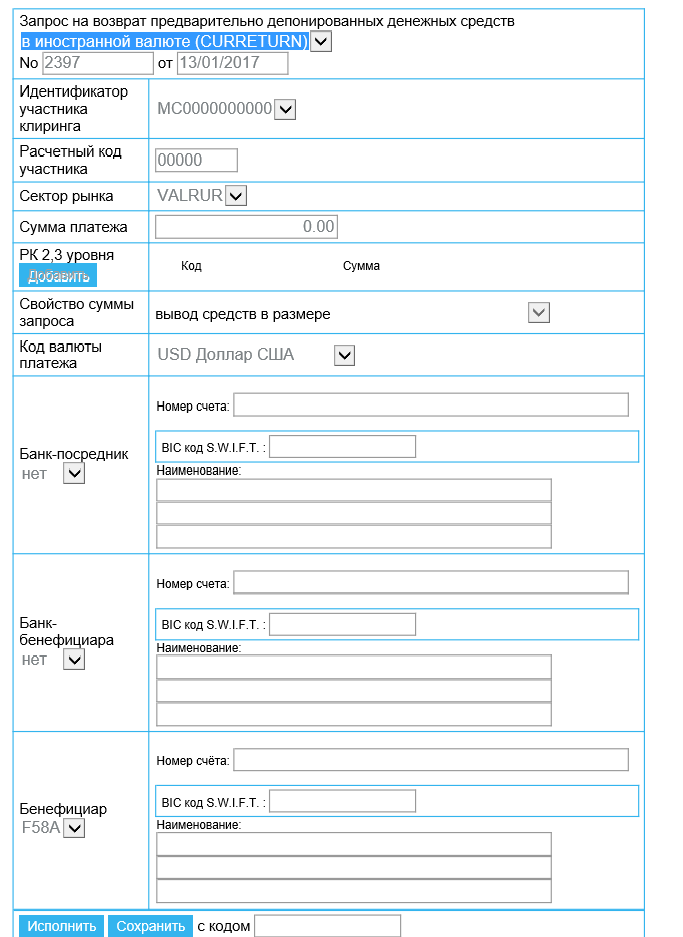 Запрос на возврат предварительно депонированных денежных средств
в иностранной валюте (CURRETURN)
No 2397 от 13/01/2017
Идентификатор
участника
клиринга
MC0000000000
Расчетный код
участника
00000
Сектор рынка
VALRUR
Сумма платежа
0.00
РК 2,3 уровня
Добавить
Код Сумма
Свойство суммы
запроса
вывод средств в размере
Код валюты
платежа
USD Доллар США
Банк-посредник
нет
Номер счета:
BIC код S.W.I.F.T. :
Наименование:
Банк-
бенефициара
нет
Номер счета:
BIC код S.W.I.F.T. :
Наименование:
Бенефициар
F58A
Номер счёта:
BIC код S.W.I.F.T. :
Наименование:
Исполнить Сохранить с кодом